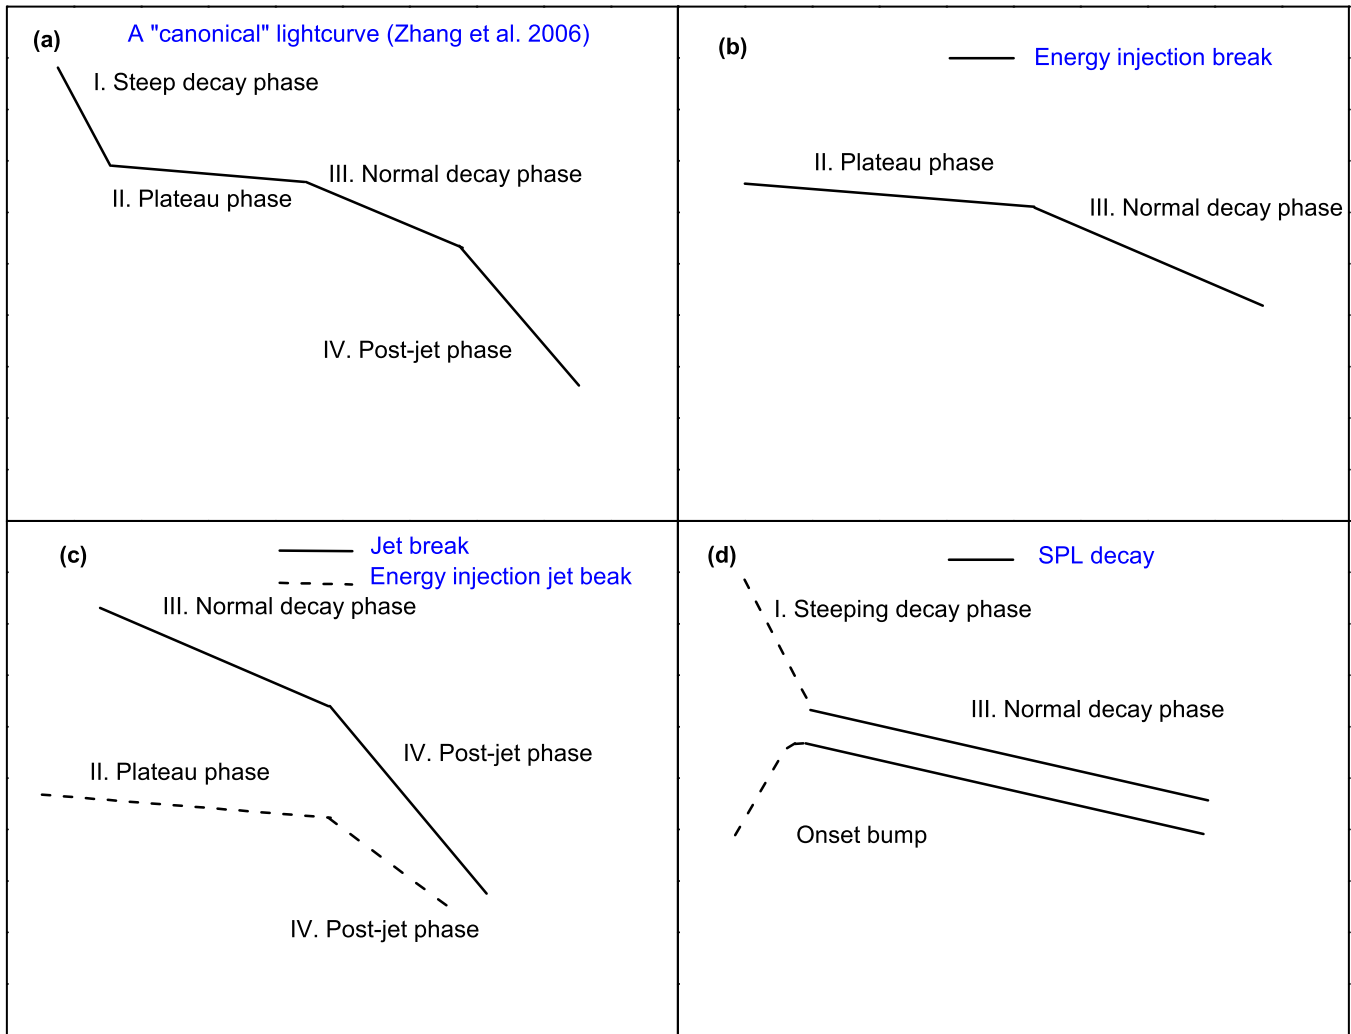 (a)
A "canonical" lightcurve (Zhang et al. 2006)
I. Steep decay phase
III. Normal decay phase
II. Plateau phase
IV. Post-jet phase
(b)
Energy injection break
II. Plateau phase
III. Normal decay phase
(c)
Jet break
Energy injection jet beak
III. Normal decay phase
IV. Post-jet phase
II. Plateau phase
IV. Post-jet phase
(d)
SPL decay
I. Steeping decay phase
III. Normal decay phase
Onset bump